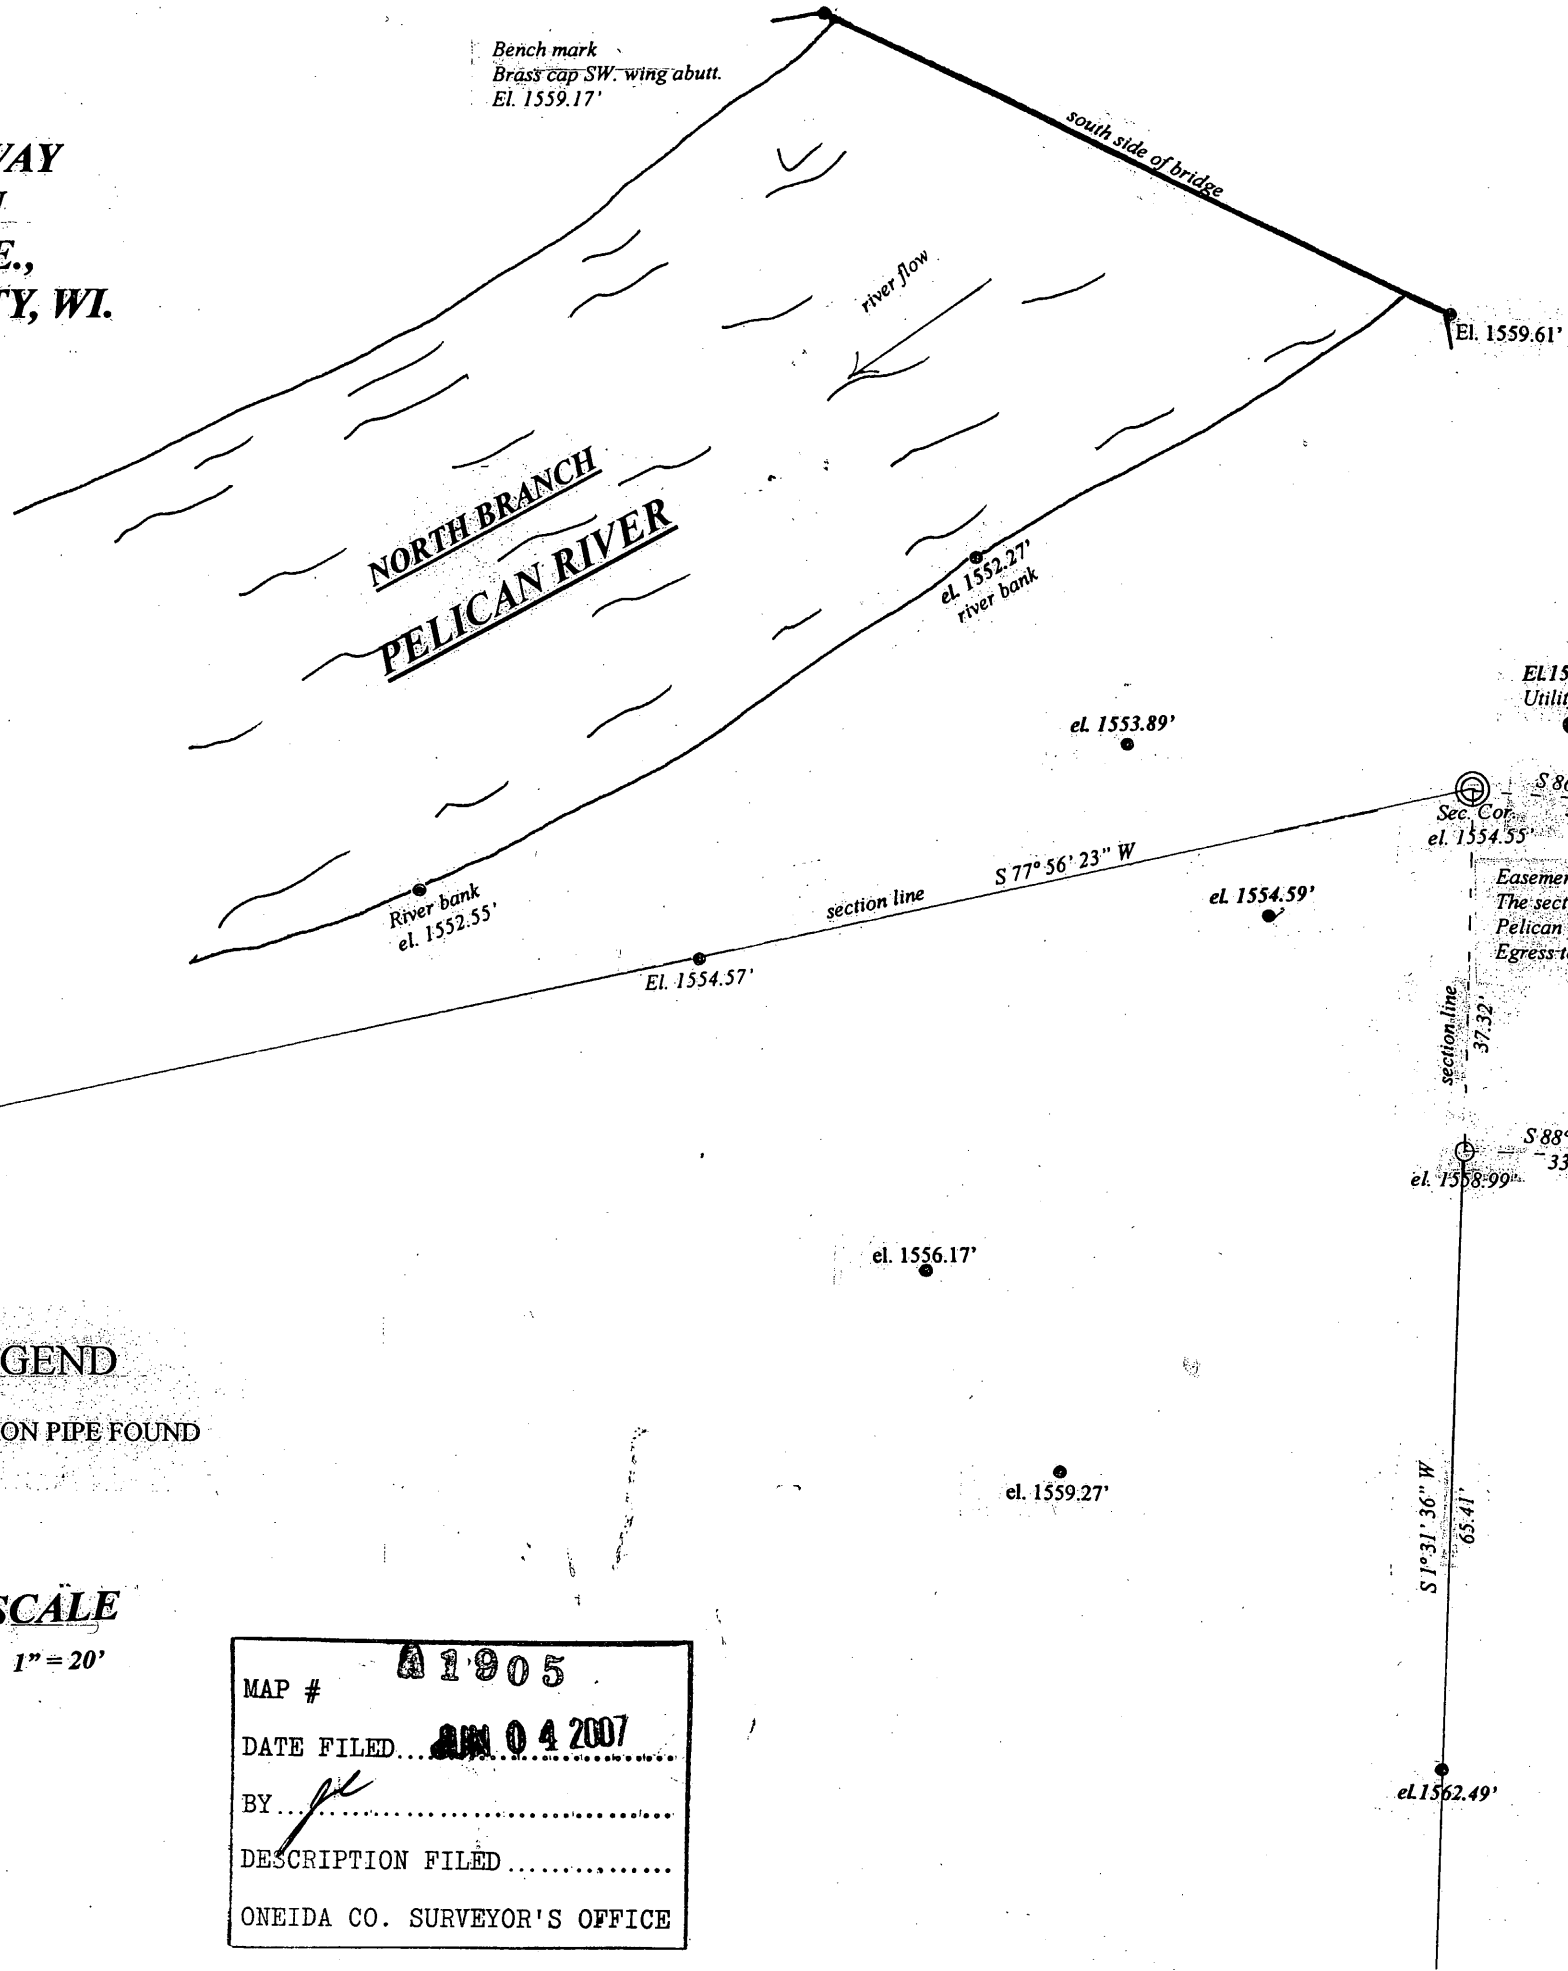 Bench mark
Brass cap SW. wing abutt.
El. 1559.17'
south side of bridge
WAY
E.,
TY, WI.
river flow
El. 1559.61'
NORTH BRANCH
PELICAN RIVER
el. 1552.27'
river bank
el. 1553.89'
El.15
Utilit
S 8
Sec. Cor.
el. 1554.55'
S 77° 56' 23" W
section line
el. 1554.59'
Easemen
The sect
Pelican
Egress t
River bank
el. 1552.55'
El. 1554.57'
section line
37.32'
S 88°
33
el. 1558.99'
el. 1556.17'
GEND
ON PIPE FOUND
el. 1559.27'
S 1° 31' 36" W
65.41'
SCALE
1" = 20'
MAP # A1905
DATE FILED....JUN 04 2007
BY....................
DESCRIPTION FILED...............
ONEIDA CO. SURVEYOR'S OFFICE
el.1562.49'